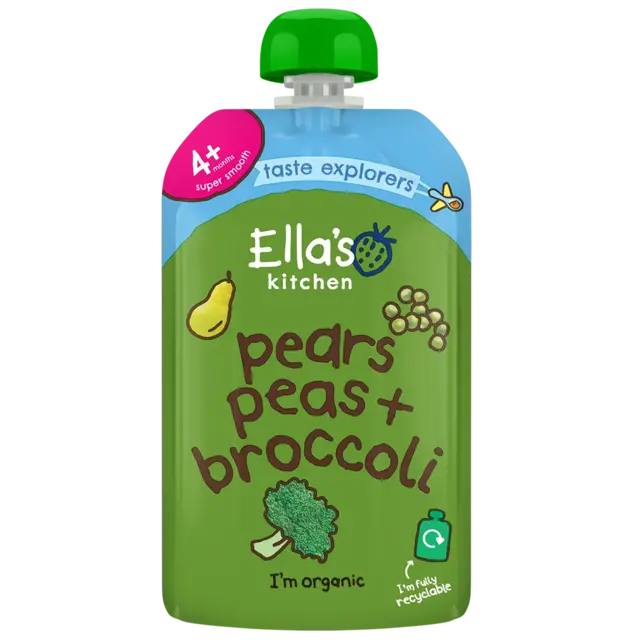 4+
months
super smooth
taste explorers
Ella's
kitchen
pears
peas +
broccoli
I'm organic
I'm fully
recyclable